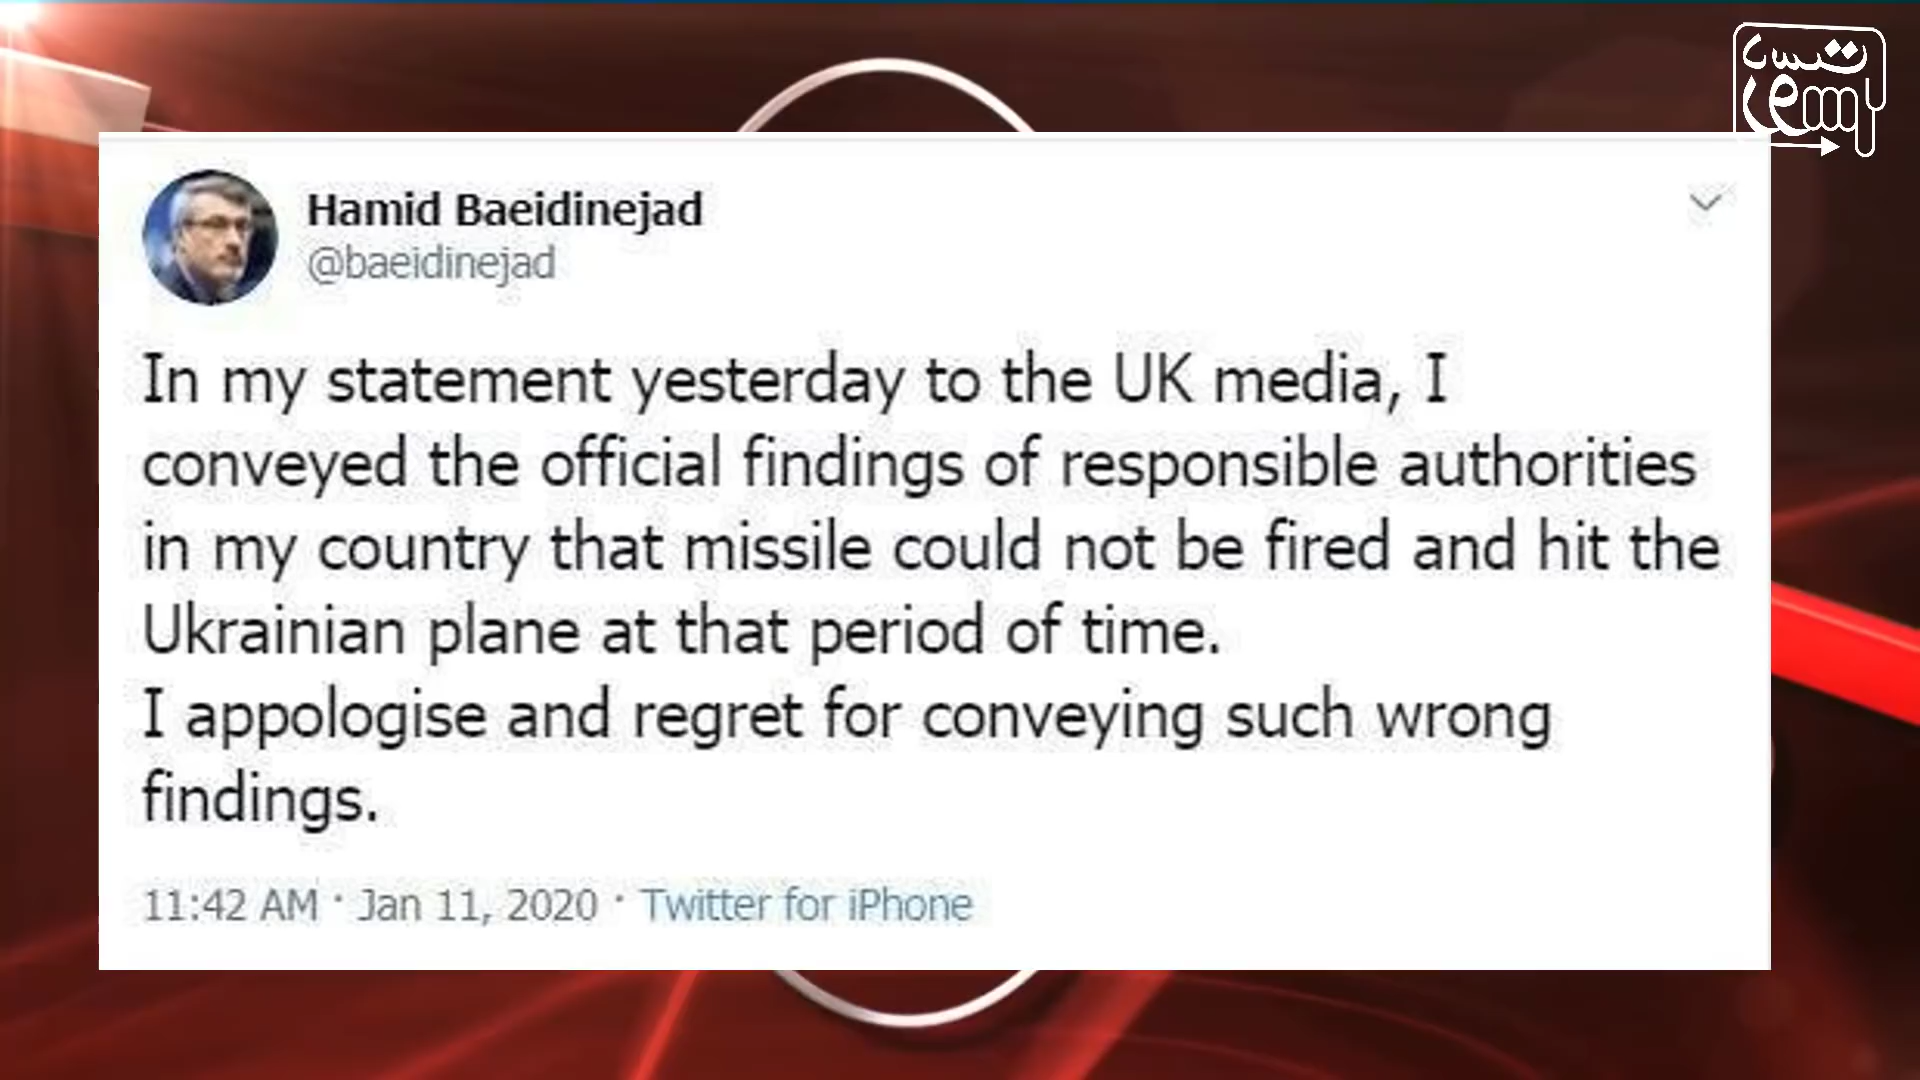 Hamid Baeidinejad
@baeidinejad
In my statement yesterday to the UK media, I
conveyed the official findings of responsible authorities
in my country that missile could not be fired and hit the
Ukrainian plane at that period of time.
I appologise and regret for conveying such wrong
findings.
11:42 AM · Jan 11, 2020 · Twitter for iPhone